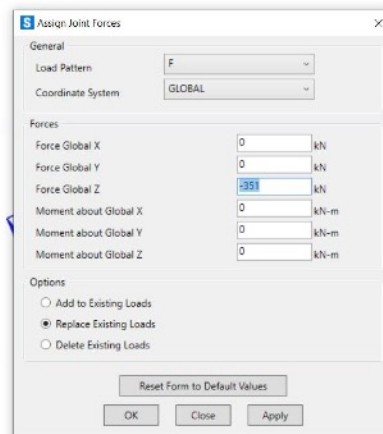 S Assign Joint Forces
General
Load Pattern F
Coordinate System GLOBAL
Forces
Force Global X 0 kN
Force Global Y 0 kN
Force Global Z -351 kN
Moment about Global X 0 kN-m
Moment about Global Y 0 kN-m
Moment about Global Z 0 kN-m
Options
Add to Existing Loads
Replace Existing Loads
Delete Existing Loads
Reset Form to Default Values
OK Close Apply